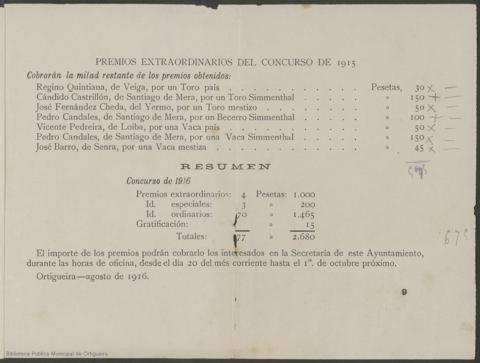 PREMIOS EXTRAORDINARIOS DEL CONCURSO DE 1915
Cobrarán la mitad restante de los premios obtenidos:
Regino Quintiana, de Veiga, por un Toro país . . . . . . Pesetas, 30 x —
Cándido Castrillón, de Santiago de Mera, por un Toro Simmenthal . . . . » 150 + —
José Fernández Cheda, del Yermo, por un Toro mestizo . . . . . » 50 x —
Pedro Candales, de Santiago de Mera, por un Becerro Simmenthal . . . . » 100 + —
Vicente Pedreira, de Loiba, por una Vaca país . . . . . . » 50 x —
Pedro Candales, de Santiago de Mera, por una Vaca Simmenthal . . . . » 150 x —
José Barro, de Senra, por una Vaca mestiza . . . . . . » 45 x —
RESUMEN
Concurso de 1916
Premios extraordinarios: 4 Pesetas: 1.000
Id. especiales: 3 » 200
Id. ordinarios: 70 » 1.465
Gratificación: » 15
Totales: 77 » 2.680
675
El importe de los premios podrán cobrarlo los interesados en la Secretaría de este Ayuntamiento,
durante las horas de oficina, desde el día 20 del més corriente hasta el 1º. de octubre próximo.
Ortigueira—agosto de 1916.
9
Biblioteca Pública Municipal de Ortigueira